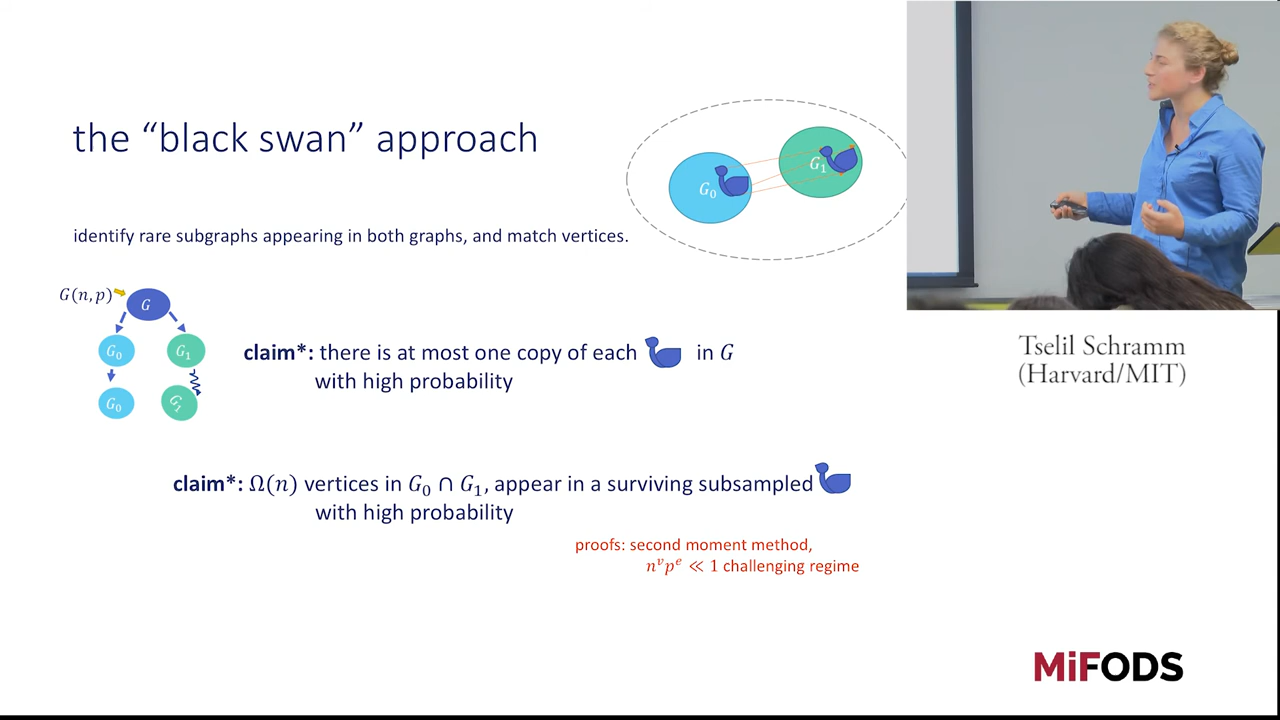 the “black swan” approach
G₀
G₁
identify rare subgraphs appearing in both graphs, and match vertices.
G(n, p)
G
G₀
G₁
G₀
G₁
claim*: there is at most one copy of each in G
with high probability
claim*: Ω(n) vertices in G₀ ∩ G₁, appear in a surviving subsampled
with high probability
proofs: second moment method,
nᵛpᵉ ≪ 1 challenging regime
Tselil Schramm
(Harvard/MIT)
MiFODS